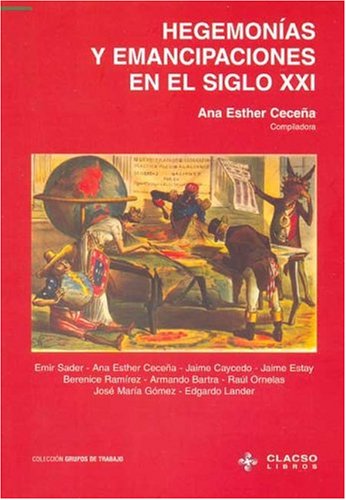 HEGEMONÍAS
Y EMANCIPACIONES
EN EL SIGLO XXI
Ana Esther Ceceña
Compiladora
Emir Sader - Ana Esther Ceceña - Jaime Caycedo - Jaime Estay
Berenice Ramírez - Armando Bartra - Raúl Ornelas
José María Gómez - Edgardo Lander
COLECCIÓN GRUPOS DE TRABAJO
CLACSO
LIBROS